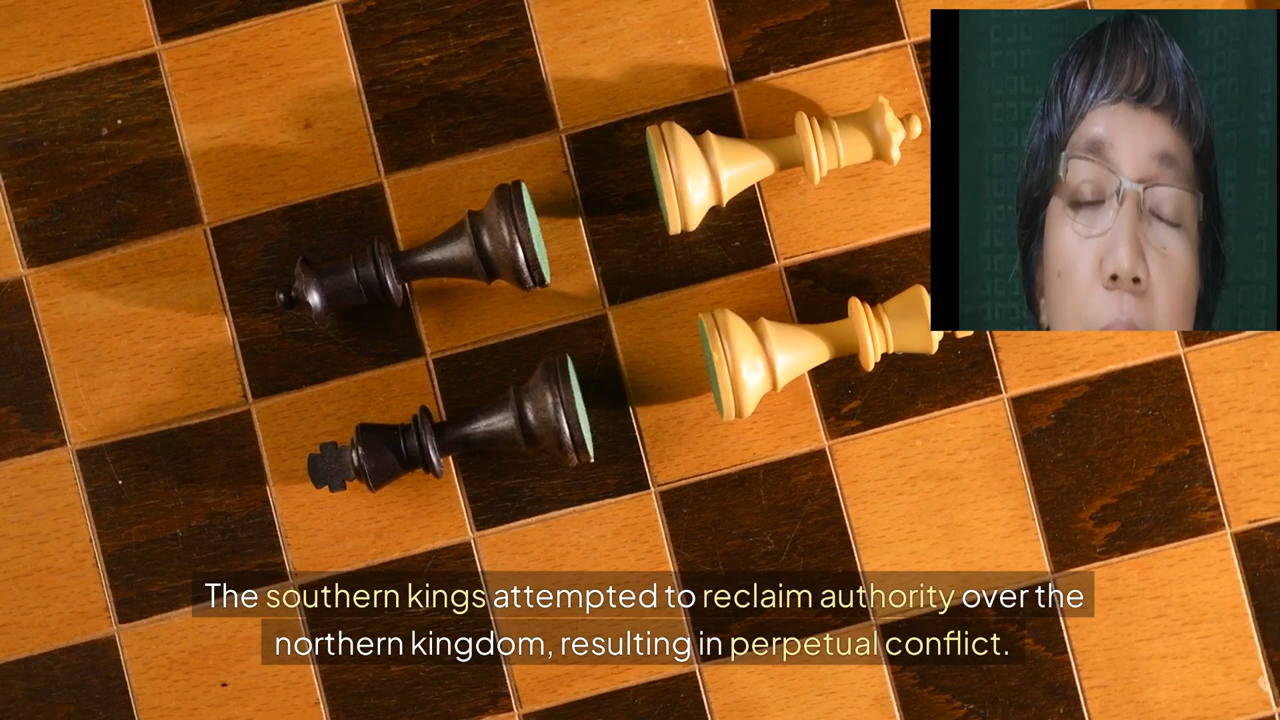 The southern kings attempted to reclaim authority over the
northern kingdom, resulting in perpetual conflict.